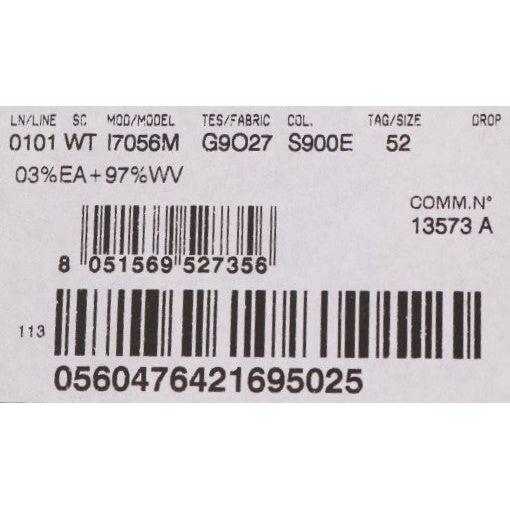 LN/LINE SC MOD/MODEL TES/FABRIC COL. TAG/SIZE DROP
0101 WT I7056M G9O27 S900E 52
03%EA+97%WV
COMM.N°
13573 A
8 051569 527356
113
0560476421695025